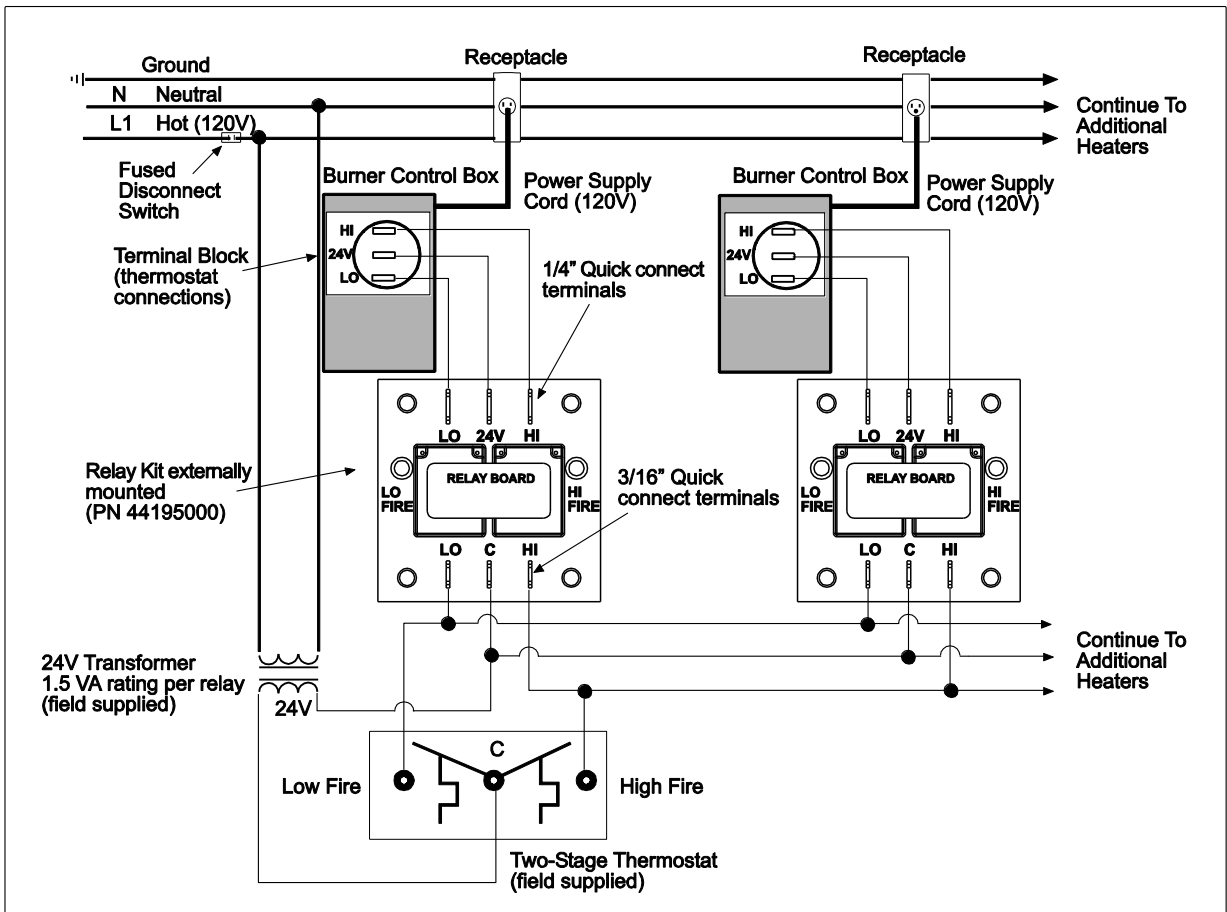 Receptacle
Receptacle
Ground
N Neutral
L1 Hot (120V)
Continue To
Additional
Heaters
Fused
Disconnect
Switch
Burner Control Box
Power Supply
Cord (120V)
Burner Control Box
Power Supply
Cord (120V)
HI
24V
LO
HI
24V
LO
Terminal Block
(thermostat
connections)
1/4” Quick connect
terminals
LO 24V HI
LO 24V HI
Relay Kit externally
mounted
(PN 44195000)
LO
FIRE
RELAY BOARD
HI
FIRE
3/16” Quick
connect terminals
LO
FIRE
RELAY BOARD
HI
FIRE
LO C HI
LO C HI
Continue To
Additional
Heaters
24V Transformer
1.5 VA rating per relay
(field supplied)
24V
C
Low Fire
High Fire
Two-Stage Thermostat
(field supplied)